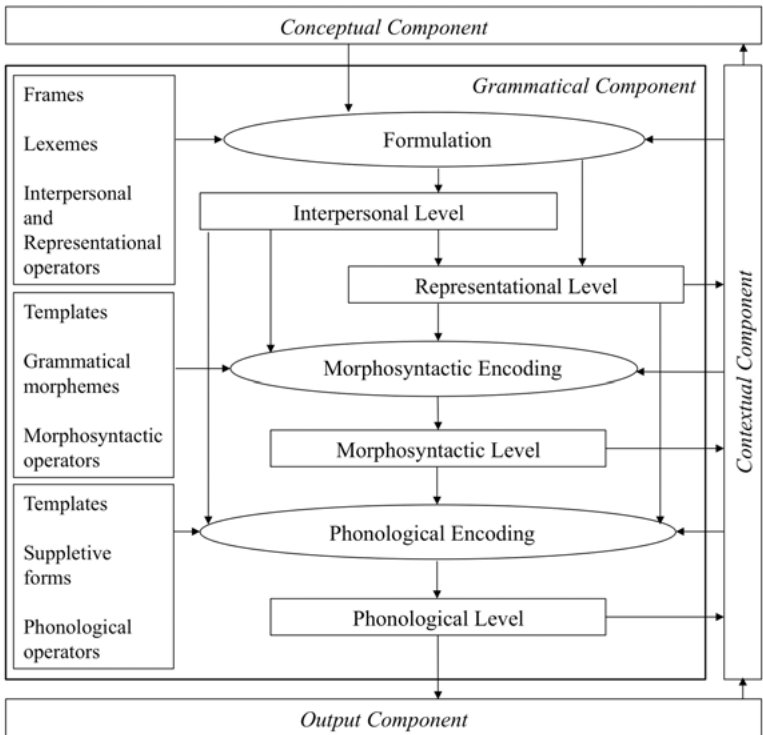 Conceptual Component
Grammatical Component
Frames
Lexemes
Interpersonal
and
Representational
operators
Formulation
Interpersonal Level
Representational Level
Templates
Grammatical
morphemes
Morphosyntactic
operators
Morphosyntactic Encoding
Morphosyntactic Level
Templates
Suppletive
forms
Phonological
operators
Phonological Encoding
Phonological Level
Contextual Component
Output Component